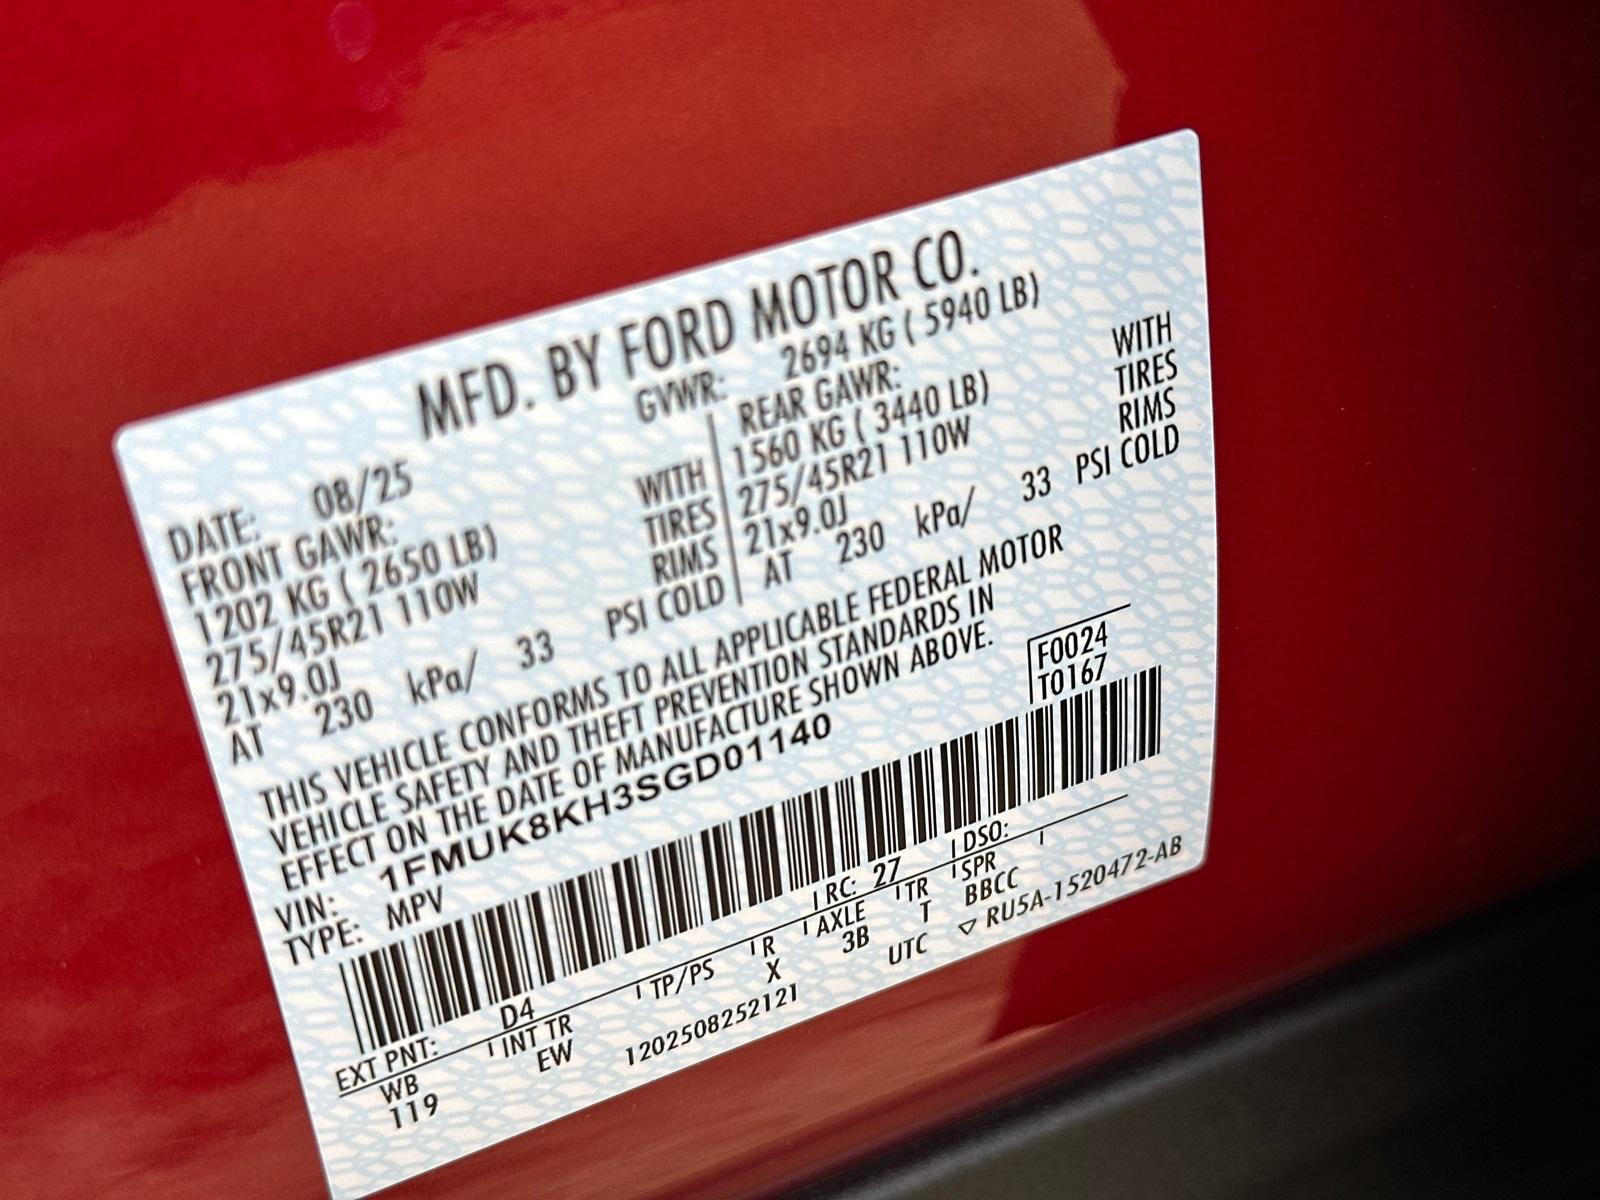 MFD. BY FORD MOTOR CO.
DATE: 08/25 GVWR: 2694 KG ( 5940 LB)
FRONT GAWR: REAR GAWR:
1202 KG ( 2650 LB) WITH 1560 KG ( 3440 LB) WITH
275/45R21 110W TIRES 275/45R21 110W TIRES
21x9.0J RIMS 21x9.0J RIMS
AT 230 kPa/ 33 PSI COLD AT 230 kPa/ 33 PSI COLD
THIS VEHICLE CONFORMS TO ALL APPLICABLE FEDERAL MOTOR
VEHICLE SAFETY AND THEFT PREVENTION STANDARDS IN
EFFECT ON THE DATE OF MANUFACTURE SHOWN ABOVE.
VIN: 1FMUK8KH3SGD01140 F0024
TYPE: MPV T0167
EXT PNT: D4 RC: 27 DSO:
WB INT TR TP/PS R AXLE TR SPR
119 EW X 3B T BBCC
UTC ▽ RU5A-1520472-AB
1202508252121